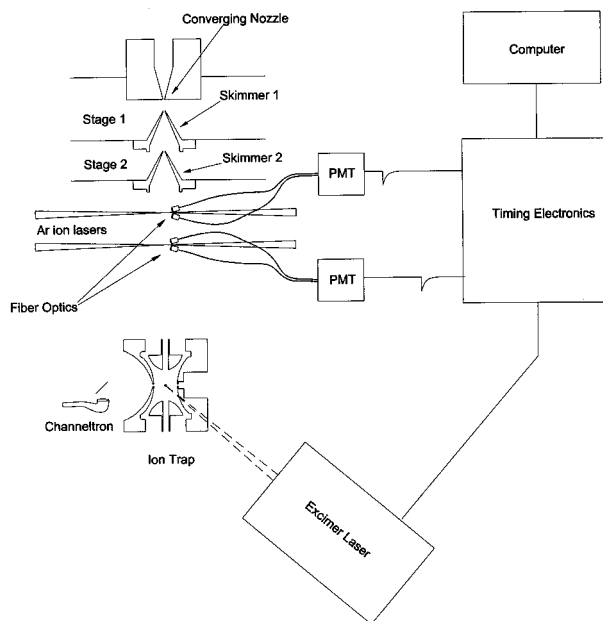 Converging Nozzle
Computer
Skimmer 1
Stage 1
Stage 2
Skimmer 2
PMT
Timing Electronics
Ar ion lasers
PMT
Fiber Optics
Channeltron
Ion Trap
Excimer Laser